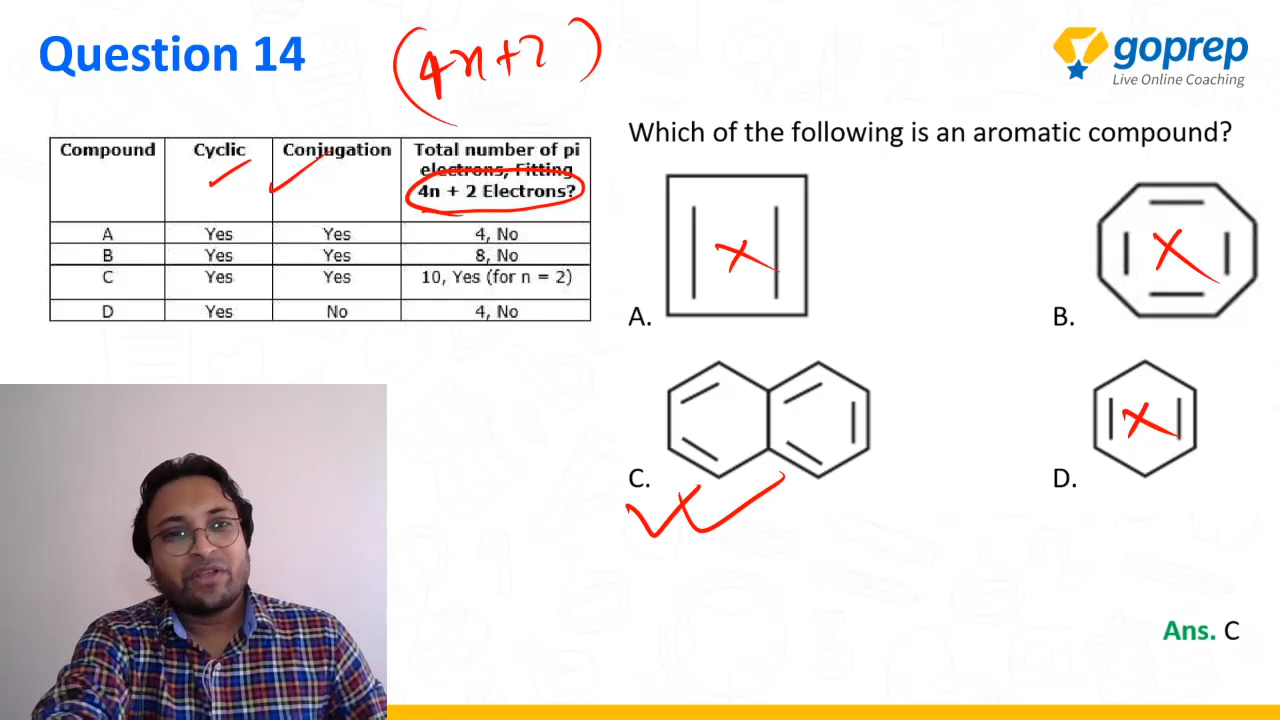 Question 14
(4n+2)
goprep
Live Online Coaching
Compound Cyclic Conjugation Total number of pi
electrons, Fitting
4n + 2 Electrons?
A Yes Yes 4, No
B Yes Yes 8, No
C Yes Yes 10, Yes (for n = 2)
D Yes No 4, No
Which of the following is an aromatic compound?
A.
B.
C.
D.
Ans. C